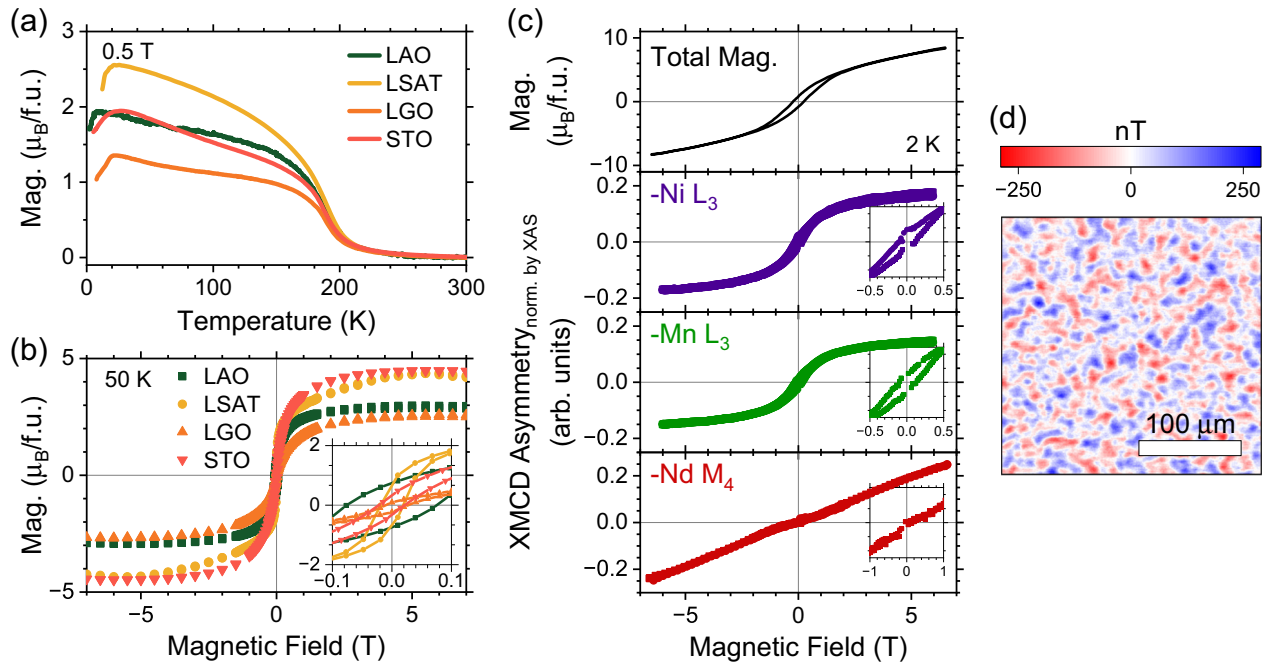 (a)
0.5 T
LAO
LSAT
LGO
STO
Mag. (μB/f.u.)
3
2
1
0
0 100 200 300
Temperature (K)
(b)
50 K
LAO
LSAT
LGO
STO
Mag. (μB/f.u.)
5
0
−5
2
0
−2
−0.1 0.0 0.1
−5 0 5
Magnetic Field (T)
(c)
Total Mag.
2 K
Mag.
(μB/f.u.)
10
0
−10
XMCD Asymmetry norm. by XAS
(arb. units)
-Ni L3
0.2
0.0
−0.2
−0.5 0.0 0.5
-Mn L3
0.2
0.0
−0.2
−0.5 0.0 0.5
-Nd M4
0.2
0.0
−0.2
−1 0 1
−5 0 5
Magnetic Field (T)
(d)
nT
−250 0 250
100 μm